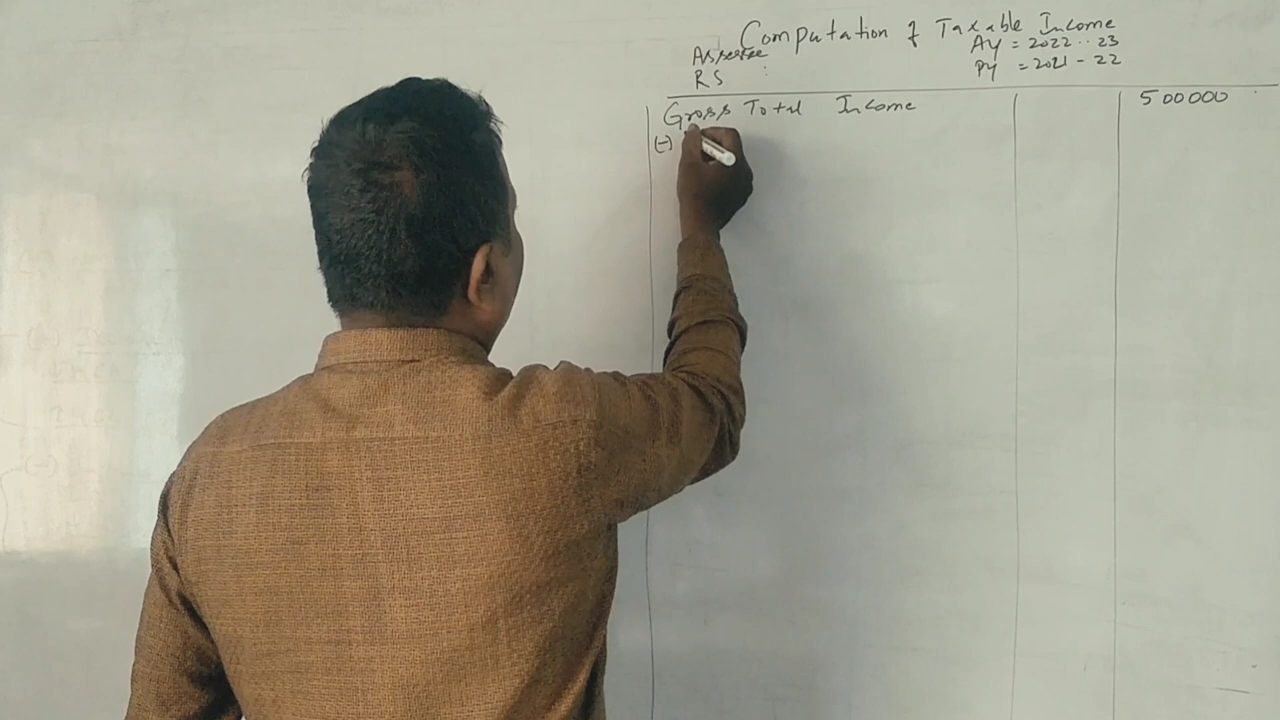 Computation of Taxable Income
Assessee
AY = 2022-23
RS :
PY = 2021-22
Gross Total Income 500000
(-)